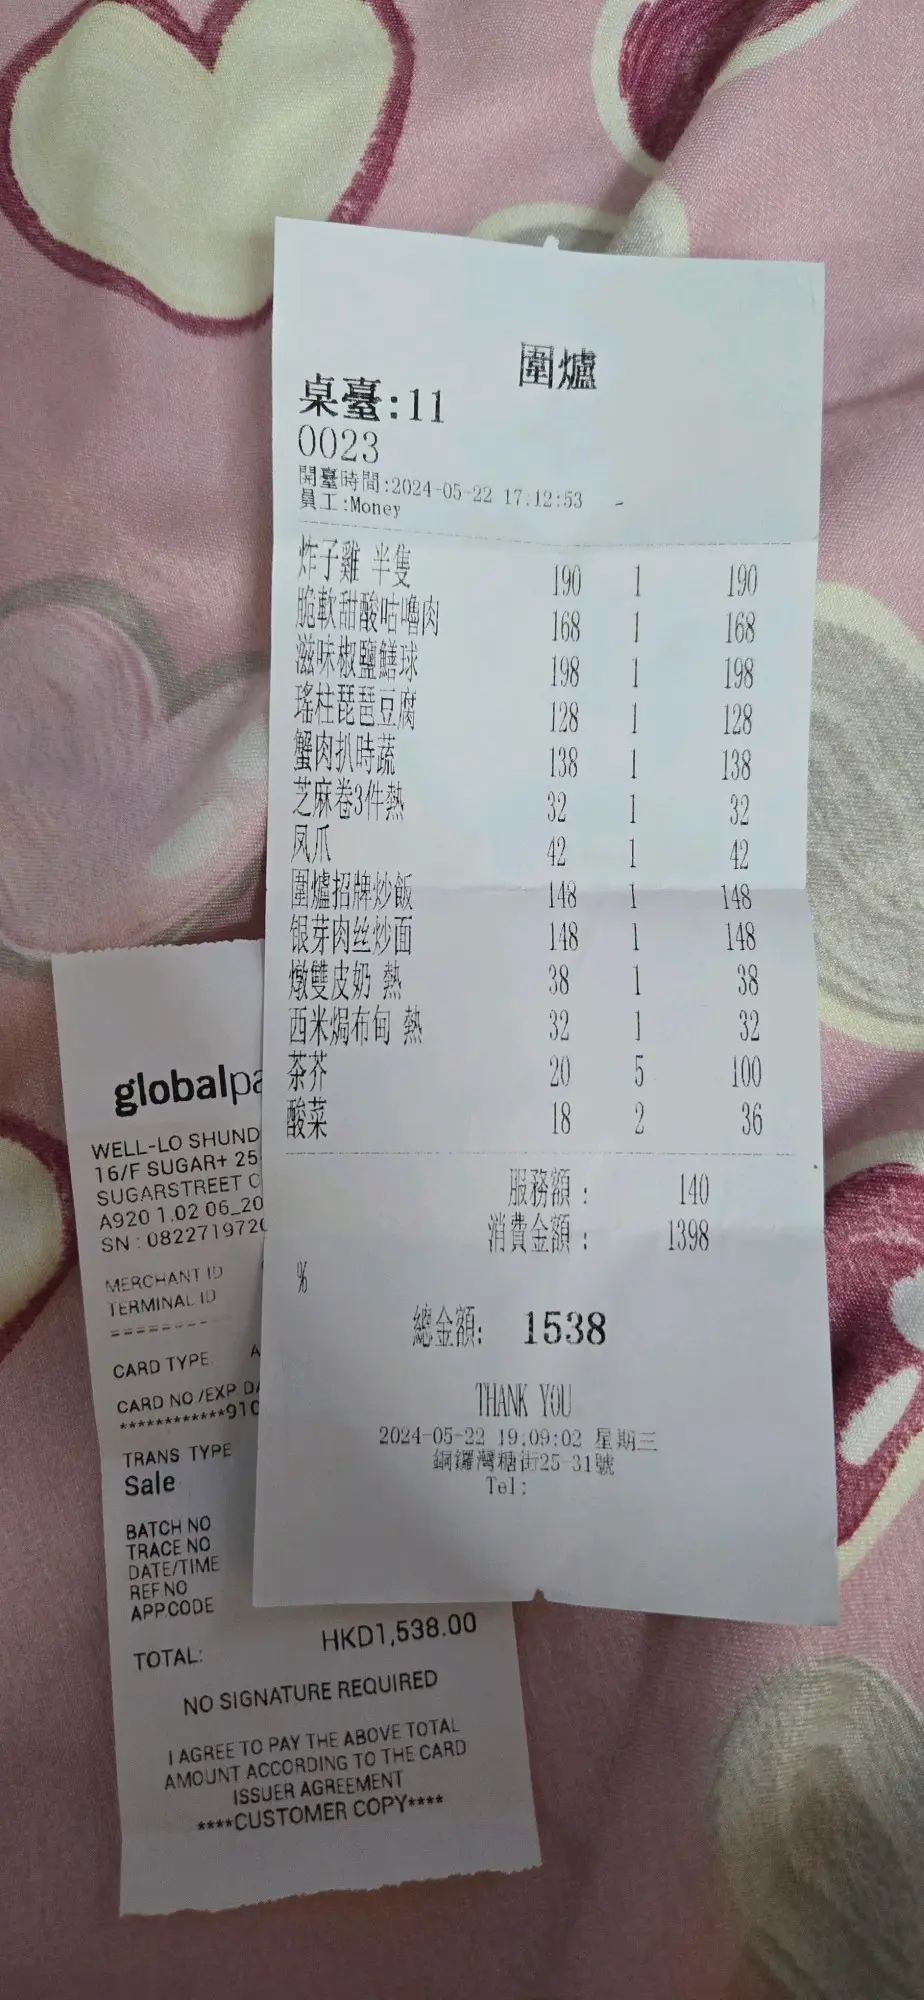 圍爐
桌臺:11
0023
開臺時間:2024-05-22 17:12:53 -
員工:Money
炸子雞 半隻 190 1 190
脆軟甜酸咕嚕肉 168 1 168
滋味椒鹽鱔球 198 1 198
瑤柱琵琶豆腐 128 1 128
蟹肉扒時蔬 138 1 138
芝麻卷3件熱 32 1 32
凤爪 42 1 42
圍爐招牌炒飯 148 1 148
银芽肉丝炒面 148 1 148
燉雙皮奶 熱 38 1 38
西米焗布甸 熱 32 1 32
茶芥 20 5 100
酸菜 18 2 36
服務額: 140
消費金額: 1398
%
總金額: 1538
THANK YOU
2024-05-22 19:09:02 星期三
銅鑼灣糖街25-31號
Tel:
globalpa
WELL-LO SHUND
16/F SUGAR+ 25
SUGARSTREET C
A920 1.02 06_20
SN : 0822719720
MERCHANT ID
TERMINAL ID
CARD TYPE A
CARD NO/EXP DA
************910
TRANS TYPE
Sale
BATCH NO
TRACE NO
DATE/TIME
REF.NO
APPCODE
TOTAL: HKD1,538.00
NO SIGNATURE REQUIRED
I AGREE TO PAY THE ABOVE TOTAL
AMOUNT ACCORDING TO THE CARD
ISSUER AGREEMENT
****CUSTOMER COPY****